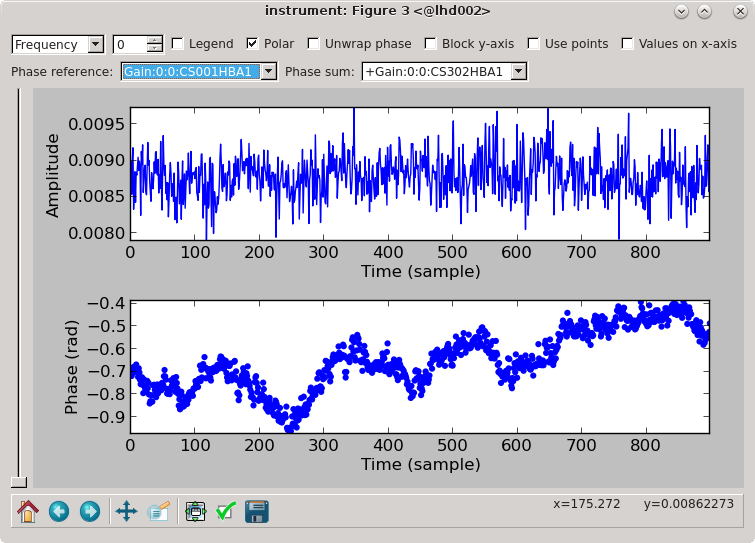 instrument: Figure 3 <@lhd002>
Frequency 0 Legend Polar Unwrap phase Block y-axis Use points Values on x-axis
Phase reference: Gain:0:0:CS001HBA1 Phase sum: +Gain:0:0:CS302HBA1
0.0095
0.0090
0.0085
0.0080
Amplitude
0 100 200 300 400 500 600 700 800
Time (sample)
−0.4
−0.5
−0.6
−0.7
−0.8
−0.9
Phase (rad)
0 100 200 300 400 500 600 700 800
Time (sample)
x=175.272 y=0.00862273